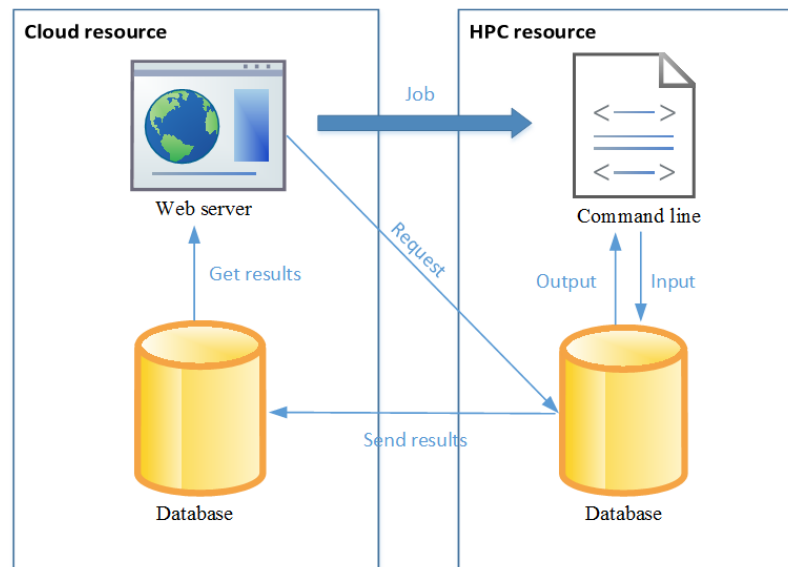 Cloud resource
HPC resource
Job
Web server
Command line
Request
Get results
Output
Input
Send results
Database
Database